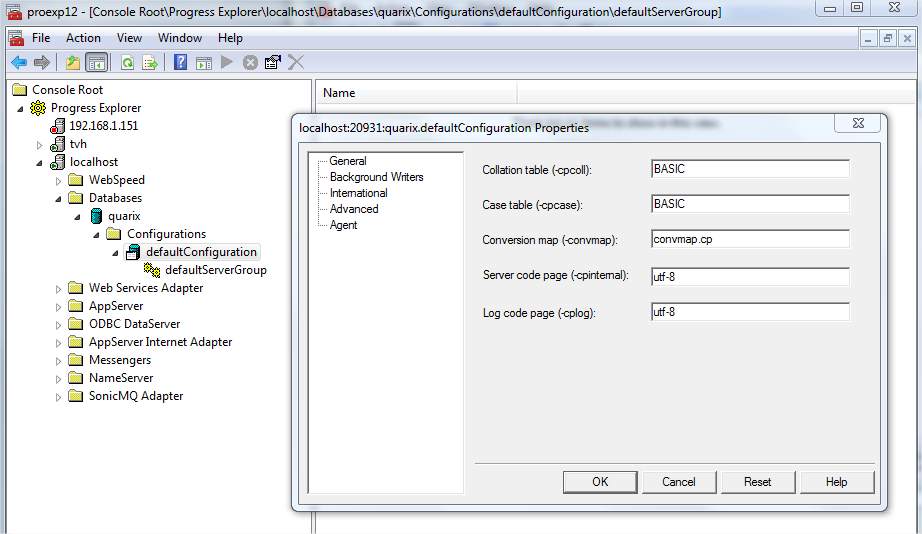 proexp12 - [Console Root\Progress Explorer\localhost\Databases\quarix\Configurations\defaultConfiguration\defaultServerGroup]
File Action View Window Help
Console Root
Progress Explorer
192.168.1.151
tvh
localhost
WebSpeed
Databases
quarix
Configurations
defaultConfiguration
defaultServerGroup
Web Services Adapter
AppServer
ODBC DataServer
AppServer Internet Adapter
Messengers
NameServer
SonicMQ Adapter
Name
localhost:20931:quarix.defaultConfiguration Properties
General
Background Writers
International
Advanced
Agent
Collation table (-cpcoll): BASIC
Case table (-cpcase): BASIC
Conversion map (-convmap): convmap.cp
Server code page (-cpinternal): utf-8
Log code page (-cplog): utf-8
OK Cancel Reset Help